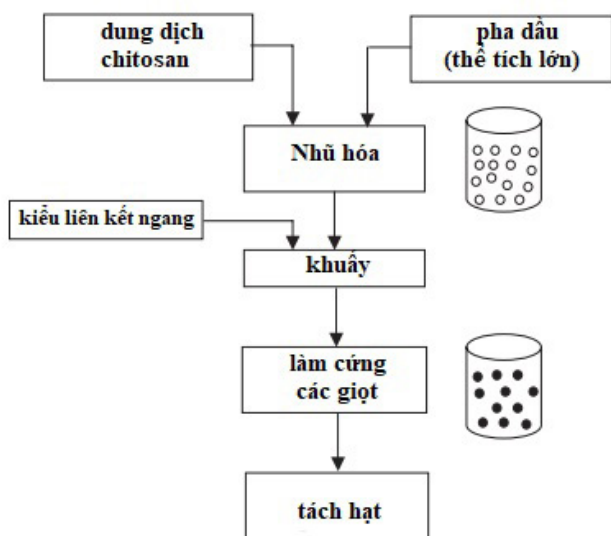 dung dịch
chitosan
pha dầu
(thể tích lớn)
Nhũ hóa
kiểu liên kết ngang
khuấy
làm cứng
các giọt
tách hạt